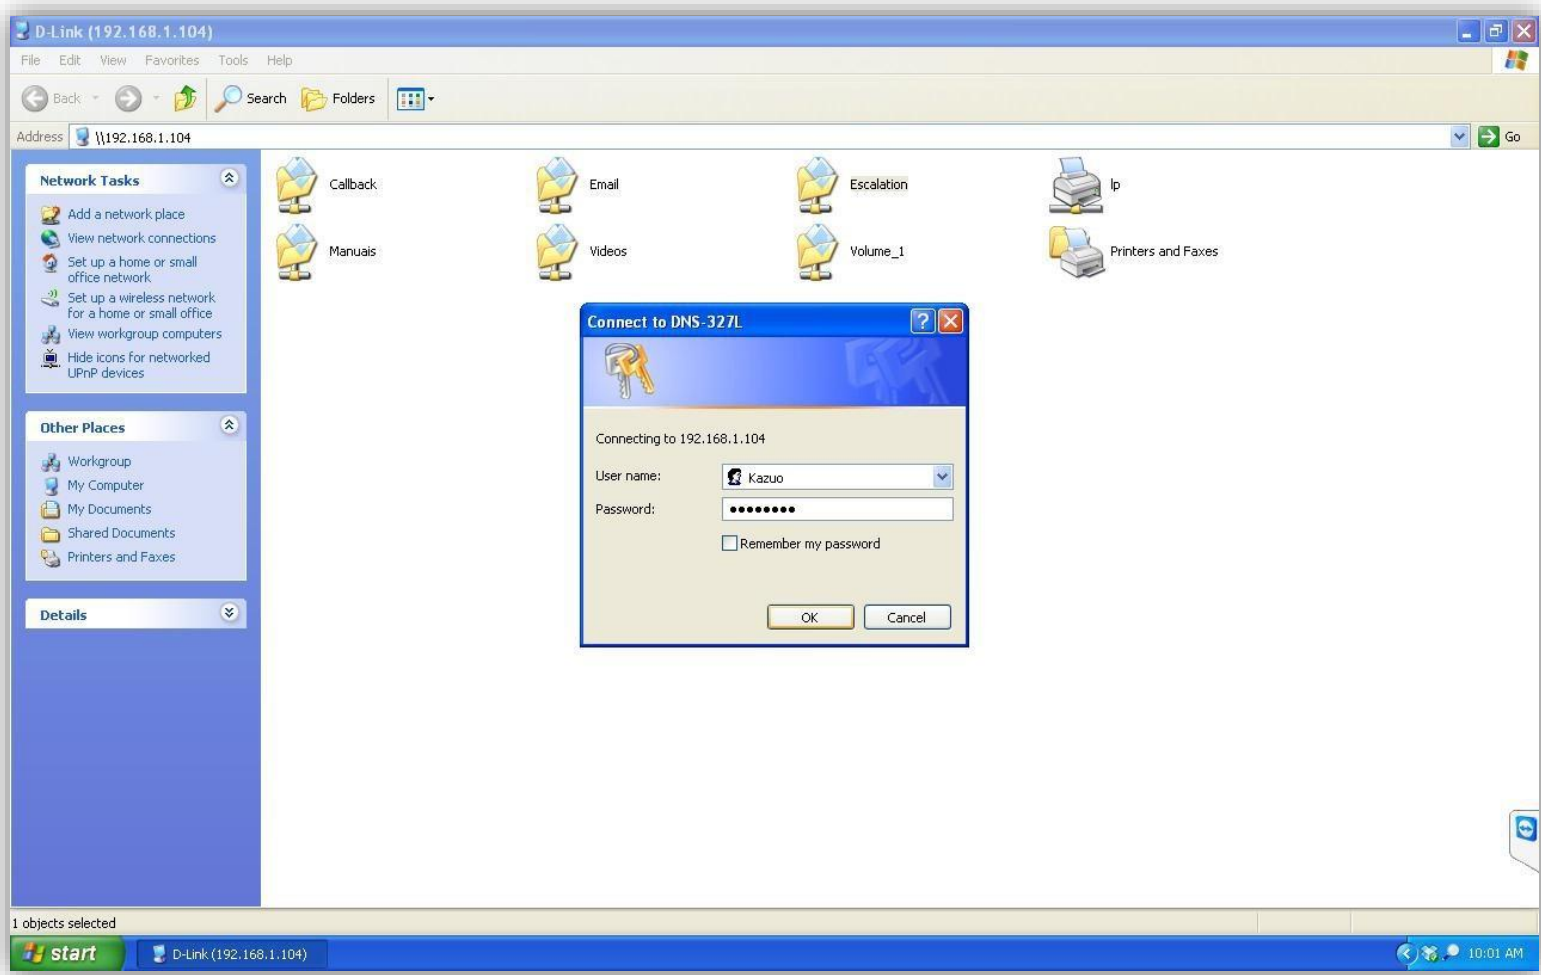 D-Link (192.168.1.104)
File Edit View Favorites Tools Help
Back Search Folders
Address \\192.168.1.104 Go
Network Tasks
Add a network place
View network connections
Set up a home or small
office network
Set up a wireless network
for a home or small office
View workgroup computers
Hide icons for networked
UPnP devices
Other Places
Workgroup
My Computer
My Documents
Shared Documents
Printers and Faxes
Details
Callback Email Escalation lp
Manuais Videos Volume_1 Printers and Faxes
Connect to DNS-327L
Connecting to 192.168.1.104
User name: Kazuo
Password: ••••••••
Remember my password
OK Cancel
1 objects selected
start D-Link (192.168.1.104) 10:01 AM